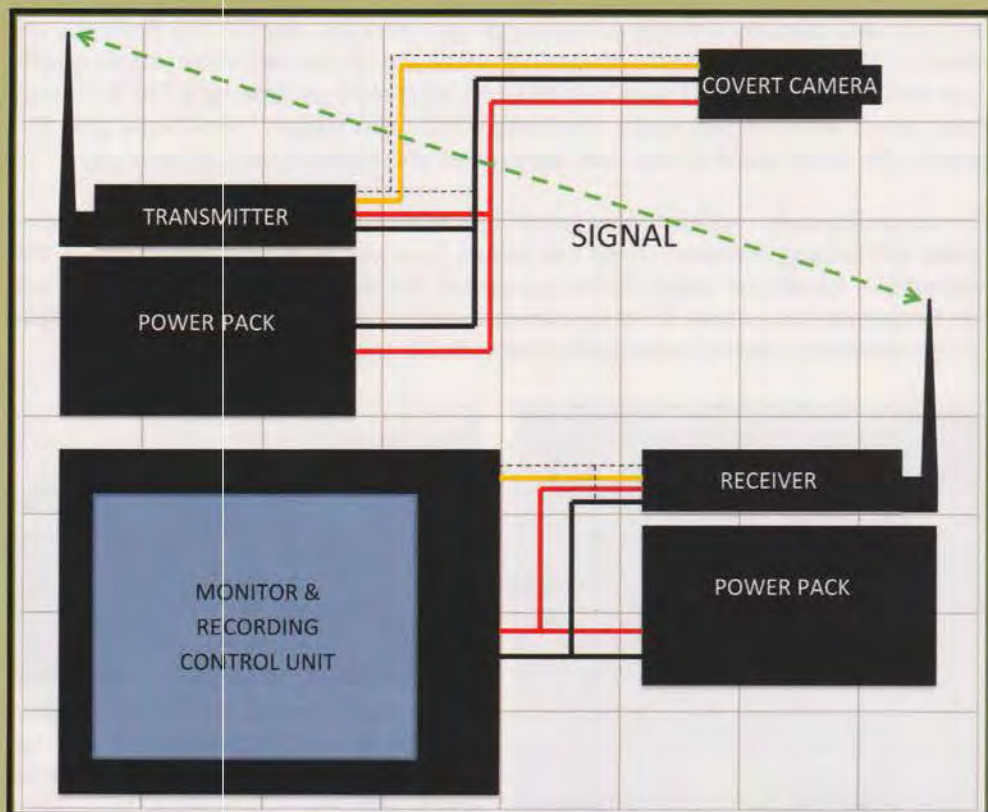 COVERT CAMERA
TRANSMITTER
SIGNAL
POWER PACK
RECEIVER
MONITOR &
RECORDING
CONTROL UNIT
POWER PACK